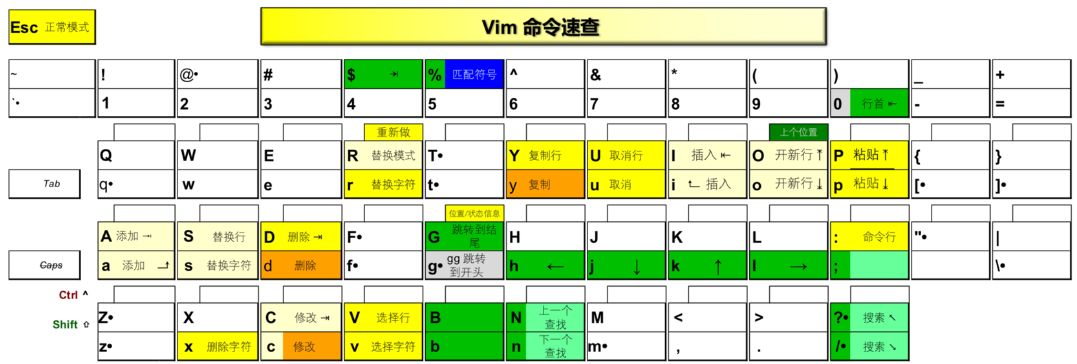 Esc 正常模式
Vim 命令速查
~ ! @• # $ ⇥ % 匹配符号 ^ & * ( ) _ +
`• 1 2 3 4 5 6 7 8 9 0 行首 ⇤ - =
重新做 上个位置
Q W E R 替换模式 T• Y 复制行 U 取消行 I 插入 ⇤ O 开新行 ⤒ P 粘贴 ⤒ { }
Tab q• w e r 替换字符 t• y 复制 u 取消 i 插入 o 开新行 ⤓ p 粘贴 ⤓ [• ]•
位置/状态信息
A 添加 ⇥ S 替换行 D 删除 ⇥ F• G 跳转到结
尾 H J K L : 命令行 "• |
Caps a 添加 s 替换字符 d 删除 f• g• gg 跳转
到开头 h ← j ↓ k ↑ l → ; '• \•
Ctrl ^
Shift ⇧
Z• X C 修改 ⇥ V 选择行 B N 上一个
查找 M < > ?• 搜索 ↖
z• x 删除字符 c 修改 v 选择字符 b n 下一个
查找 m• , . /• 搜索 ↘